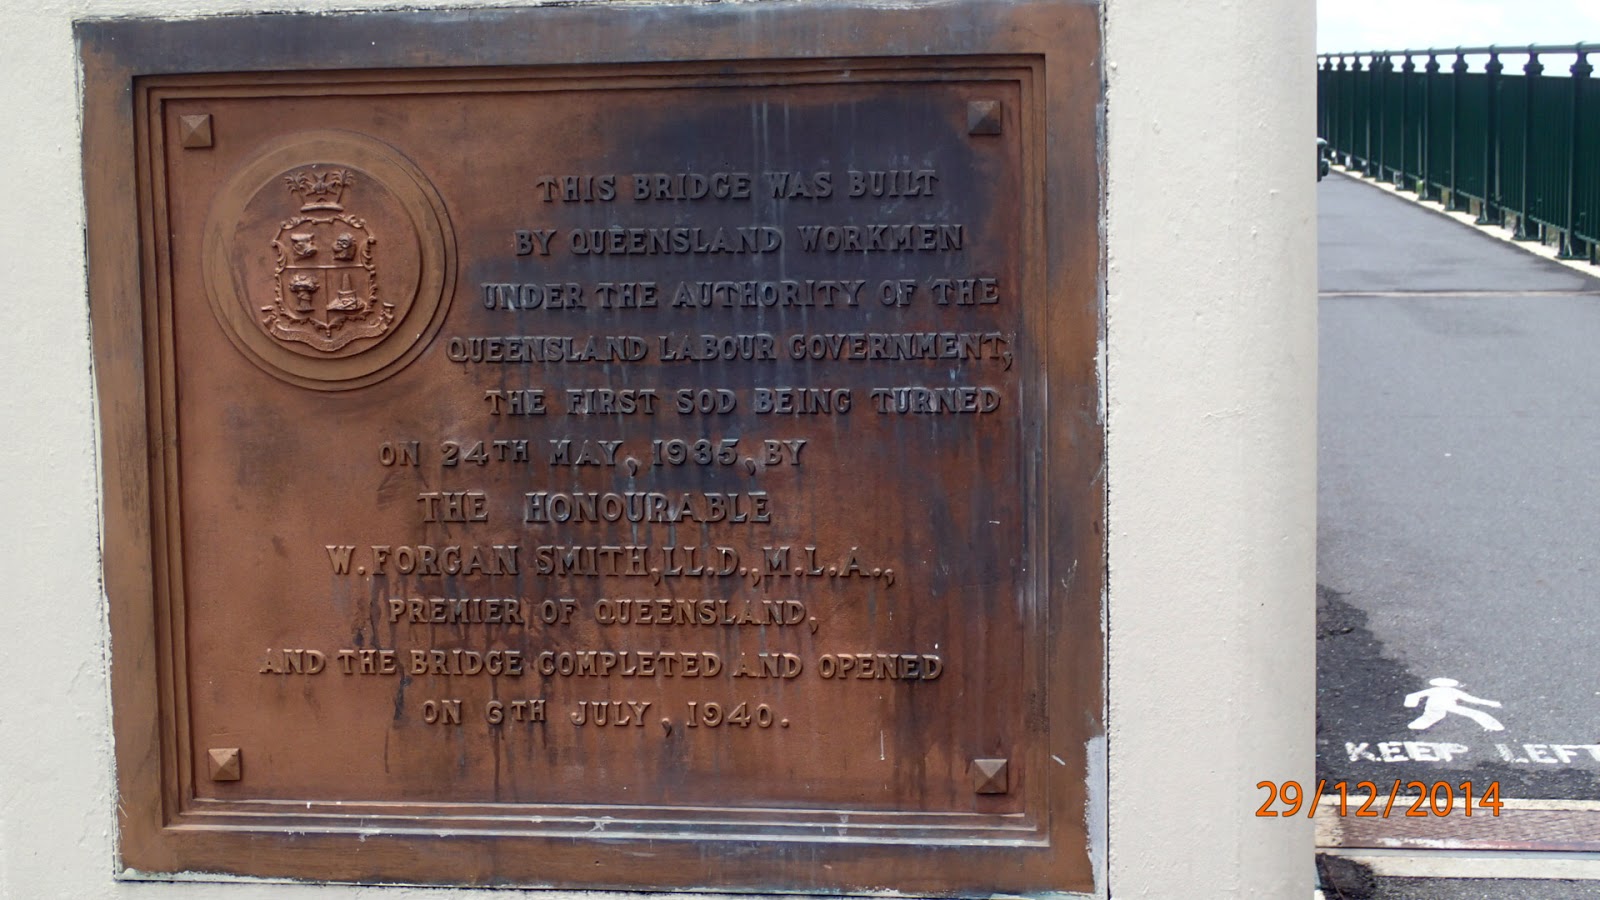 THIS BRIDGE WAS BUILT
BY QUEENSLAND WORKMEN
UNDER THE AUTHORITY OF THE
QUEENSLAND LABOUR GOVERNMENT,
THE FIRST SOD BEING TURNED
ON 24TH MAY, 1935, BY
THE HONOURABLE
W. FORGAN SMITH, LL.D., M.L.A.,
PREMIER OF QUEENSLAND,
AND THE BRIDGE COMPLETED AND OPENED
ON 6TH JULY, 1940.
KEEP LEFT
29/12/2014